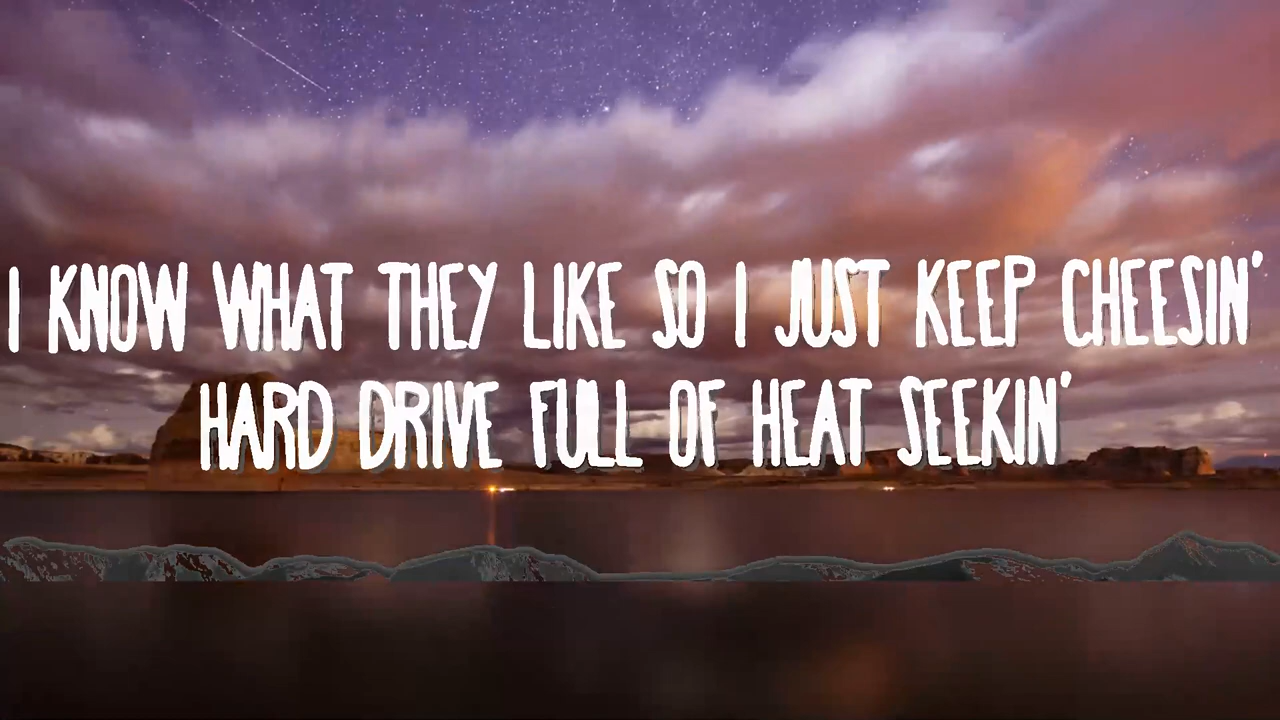 I KNOW WHAT THEY LIKE SO I JUST KEEP CHEESIN'
HARD DRIVE FULL OF HEAT SEEKIN'